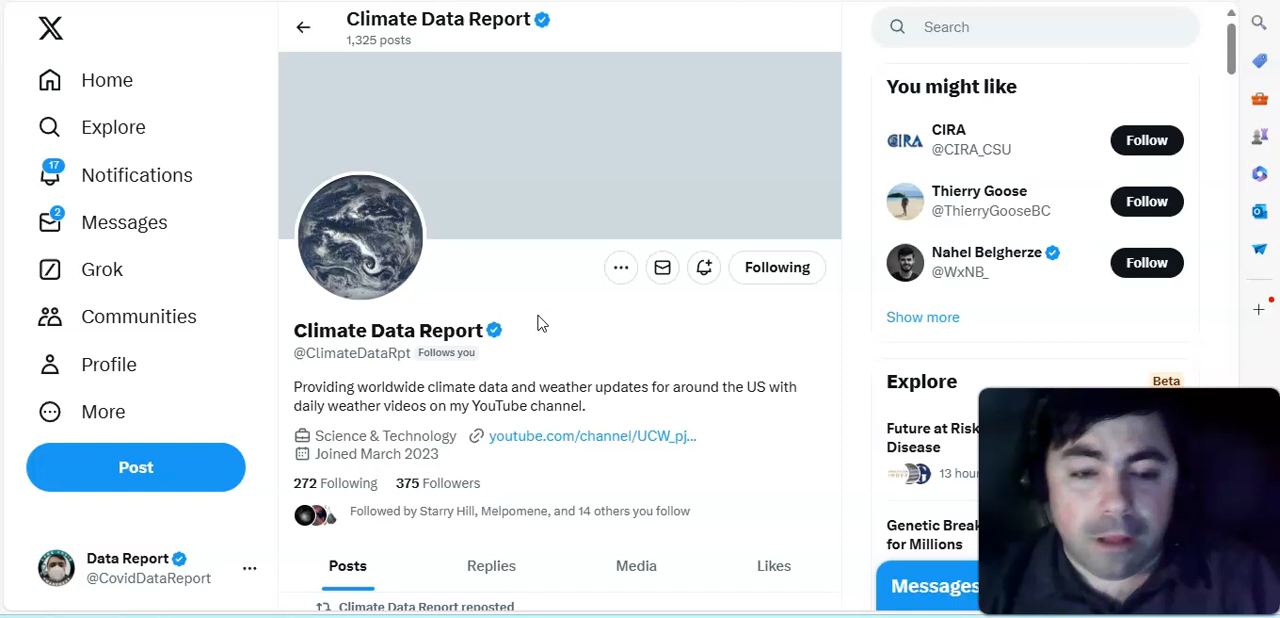 Climate Data Report
1,325 posts
Search
Home
Explore
17
Notifications
2
Messages
Grok
Communities
Profile
More
Post
Data Report
@CovidDataReport
Following
Climate Data Report
@ClimateDataRpt Follows you
Providing worldwide climate data and weather updates for around the US with
daily weather videos on my YouTube channel.
Science & Technology youtube.com/channel/UCW_pj...
Joined March 2023
272 Following 375 Followers
Followed by Starry Hill, Melpomene, and 14 others you follow
Posts Replies Media Likes
Climate Data Report reposted
You might like
CIRA
CIRA
@CIRA_CSU
Follow
Thierry Goose
@ThierryGooseBC
Follow
Nahel Belgherze
@WxNB_
Follow
Show more
Explore
Beta
Future at Risk
Disease
13 hour
Genetic Break
for Millions
Messages